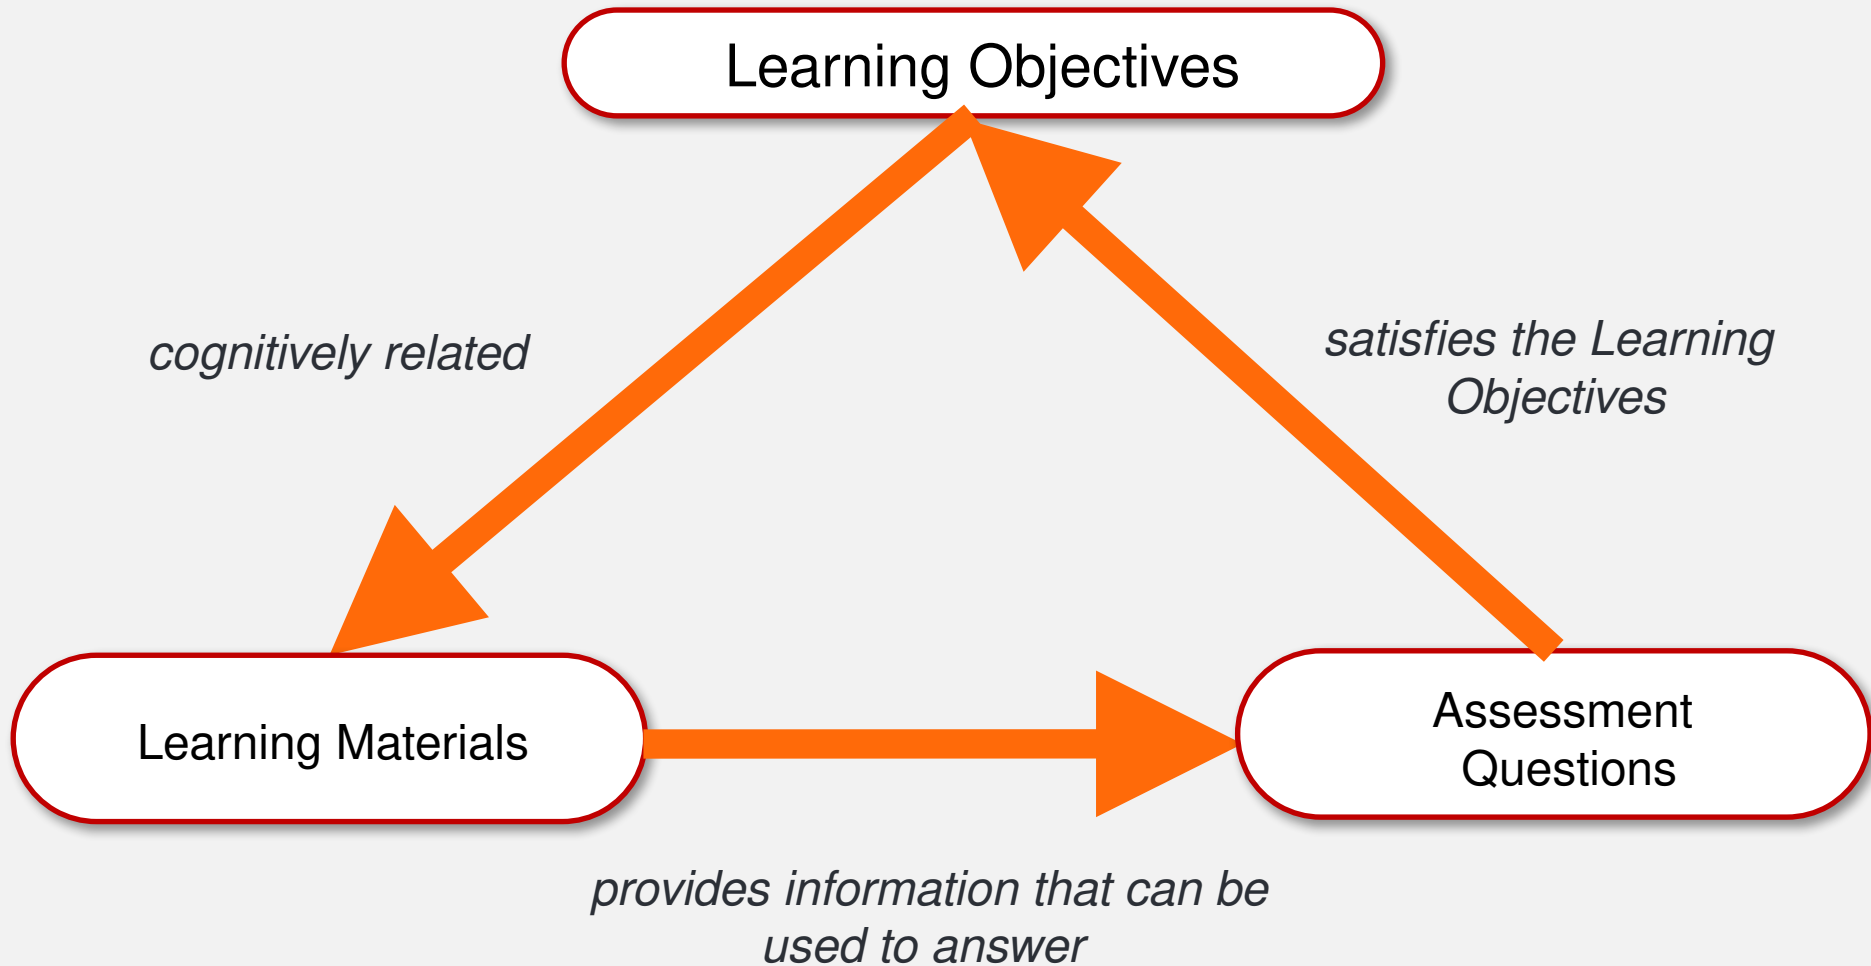 Learning Objectives
cognitively related
satisfies the Learning
Objectives
Learning Materials
Assessment
Questions
provides information that can be
used to answer